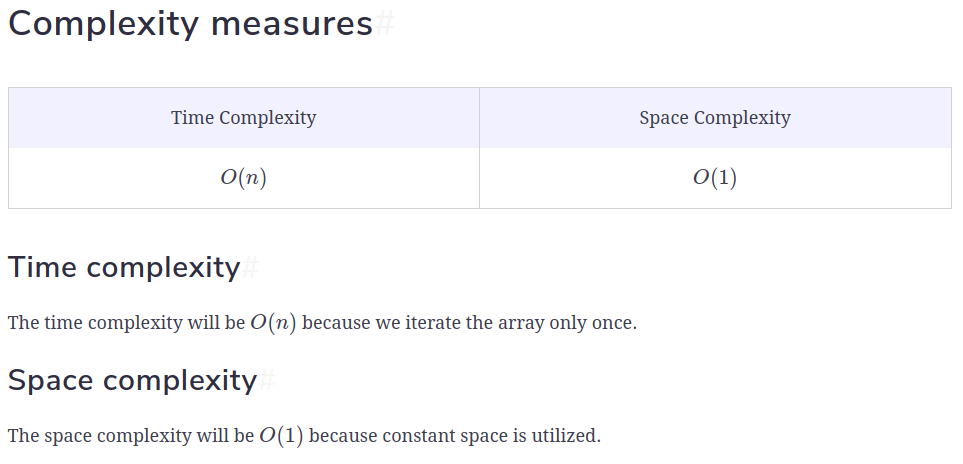 Complexity measures#
Time Complexity Space Complexity
O(n) O(1)
Time complexity#
The time complexity will be O(n) because we iterate the array only once.
Space complexity#
The space complexity will be O(1) because constant space is utilized.